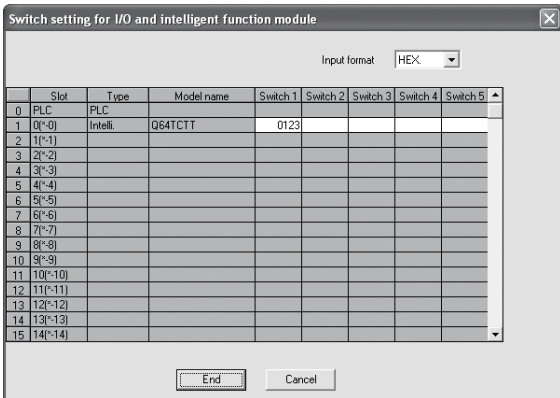 Switch setting for I/O and intelligent function module
Input format HEX.
Slot Type Model name Switch 1 Switch 2 Switch 3 Switch 4 Switch 5
0 PLC PLC
1 0(*-0) Intelli. Q64TCTT 0123
2 1(*-1)
3 2(*-2)
4 3(*-3)
5 4(*-4)
6 5(*-5)
7 6(*-6)
8 7(*-7)
9 8(*-8)
10 9(*-9)
11 10(*-10)
12 11(*-11)
13 12(*-12)
14 13(*-13)
15 14(*-14)
End Cancel